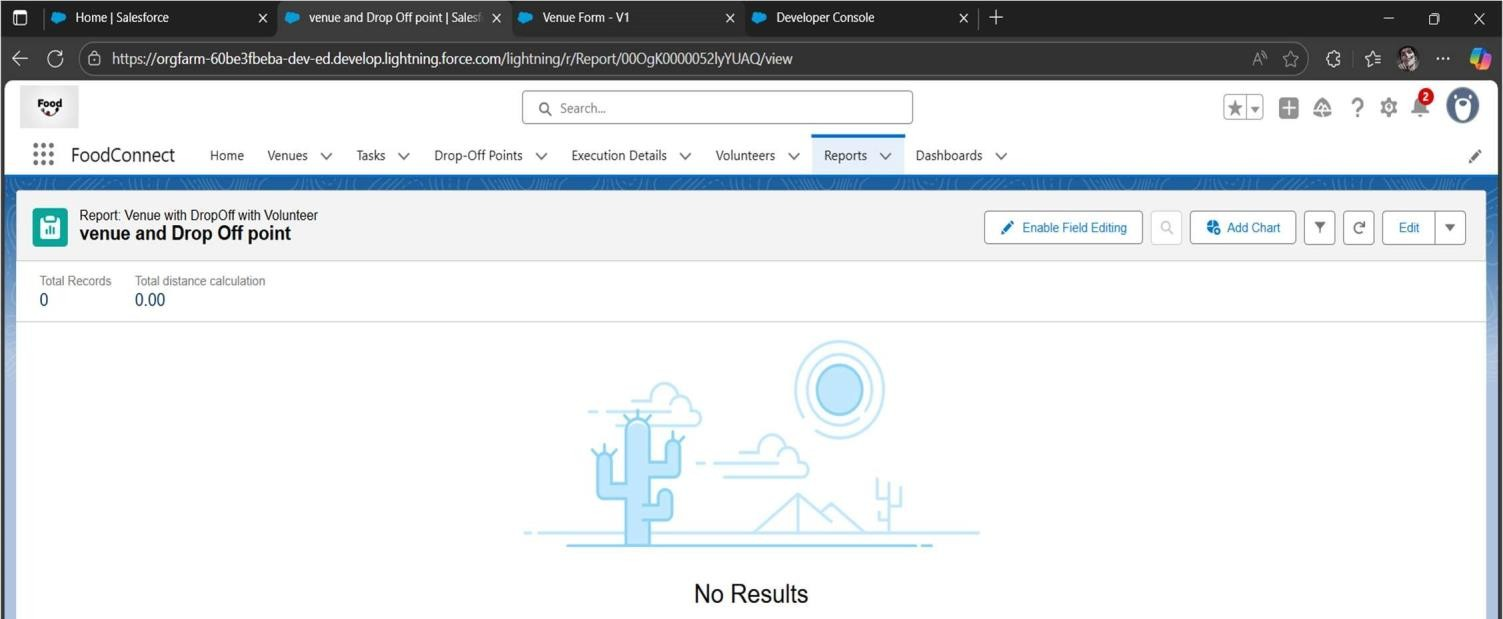 Home | Salesforce
venue and Drop Off point | Salesf
Venue Form - V1
Developer Console
https://orgfarm-60be3fbeba-dev-ed.develop.lightning.force.com/lightning/r/Report/00OgK0000052lyYUAQ/view
Food
Search...
2
FoodConnect
Home
Venues
Tasks
Drop-Off Points
Execution Details
Volunteers
Reports
Dashboards
Report: Venue with DropOff with Volunteer
venue and Drop Off point
Enable Field Editing
Add Chart
Edit
Total Records
Total distance calculation
0
0.00
No Results